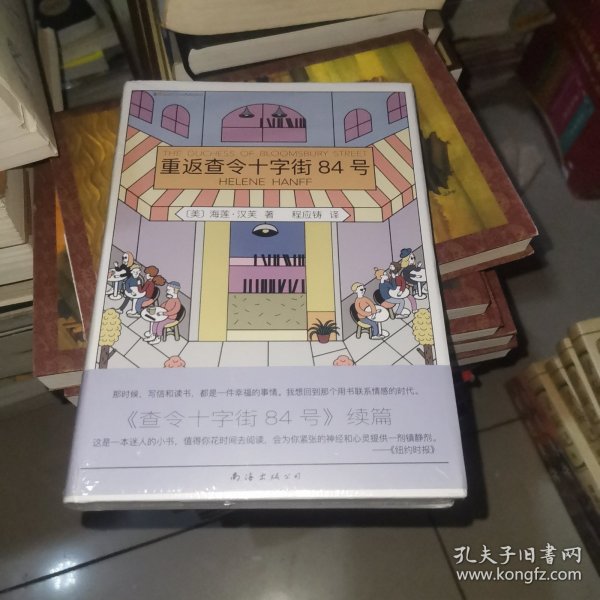 THE DUCHESS OF BLOOMSBURY STREET
重返查令十字街 84 号
HELENE HANFF
〔美〕海莲·汉芙 著 程应铸 译
那时候，写信和读书，都是一件幸福的事情。我想回到那个用书联系情感的时代。
《查令十字街 84 号》续篇
这是一本迷人的小书，值得你花时间去阅读，会为你紧张的神经和心灵提供一剂镇静剂。
——《纽约时报》
南海出版公司
孔夫子旧书网
www.kongfz.com